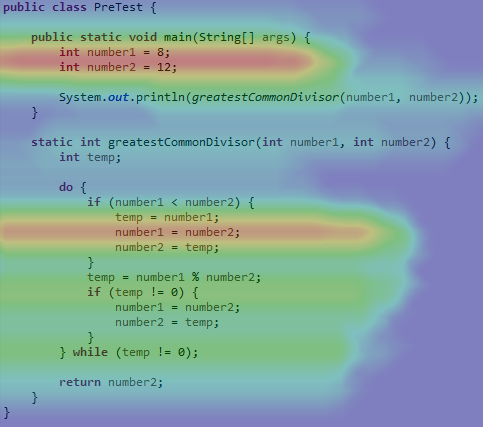 public class PreTest {
    public static void main(String[] args) {
        int number1 = 8;
        int number2 = 12;
        System.out.println(greatestCommonDivisor(number1, number2));
    }
    static int greatestCommonDivisor(int number1, int number2) {
        int temp;
        do {
            if (number1 < number2) {
                temp = number1;
                number1 = number2;
                number2 = temp;
            }
            temp = number1 % number2;
            if (temp != 0) {
                number1 = number2;
                number2 = temp;
            }
        } while (temp != 0);
        return number2;
    }
}